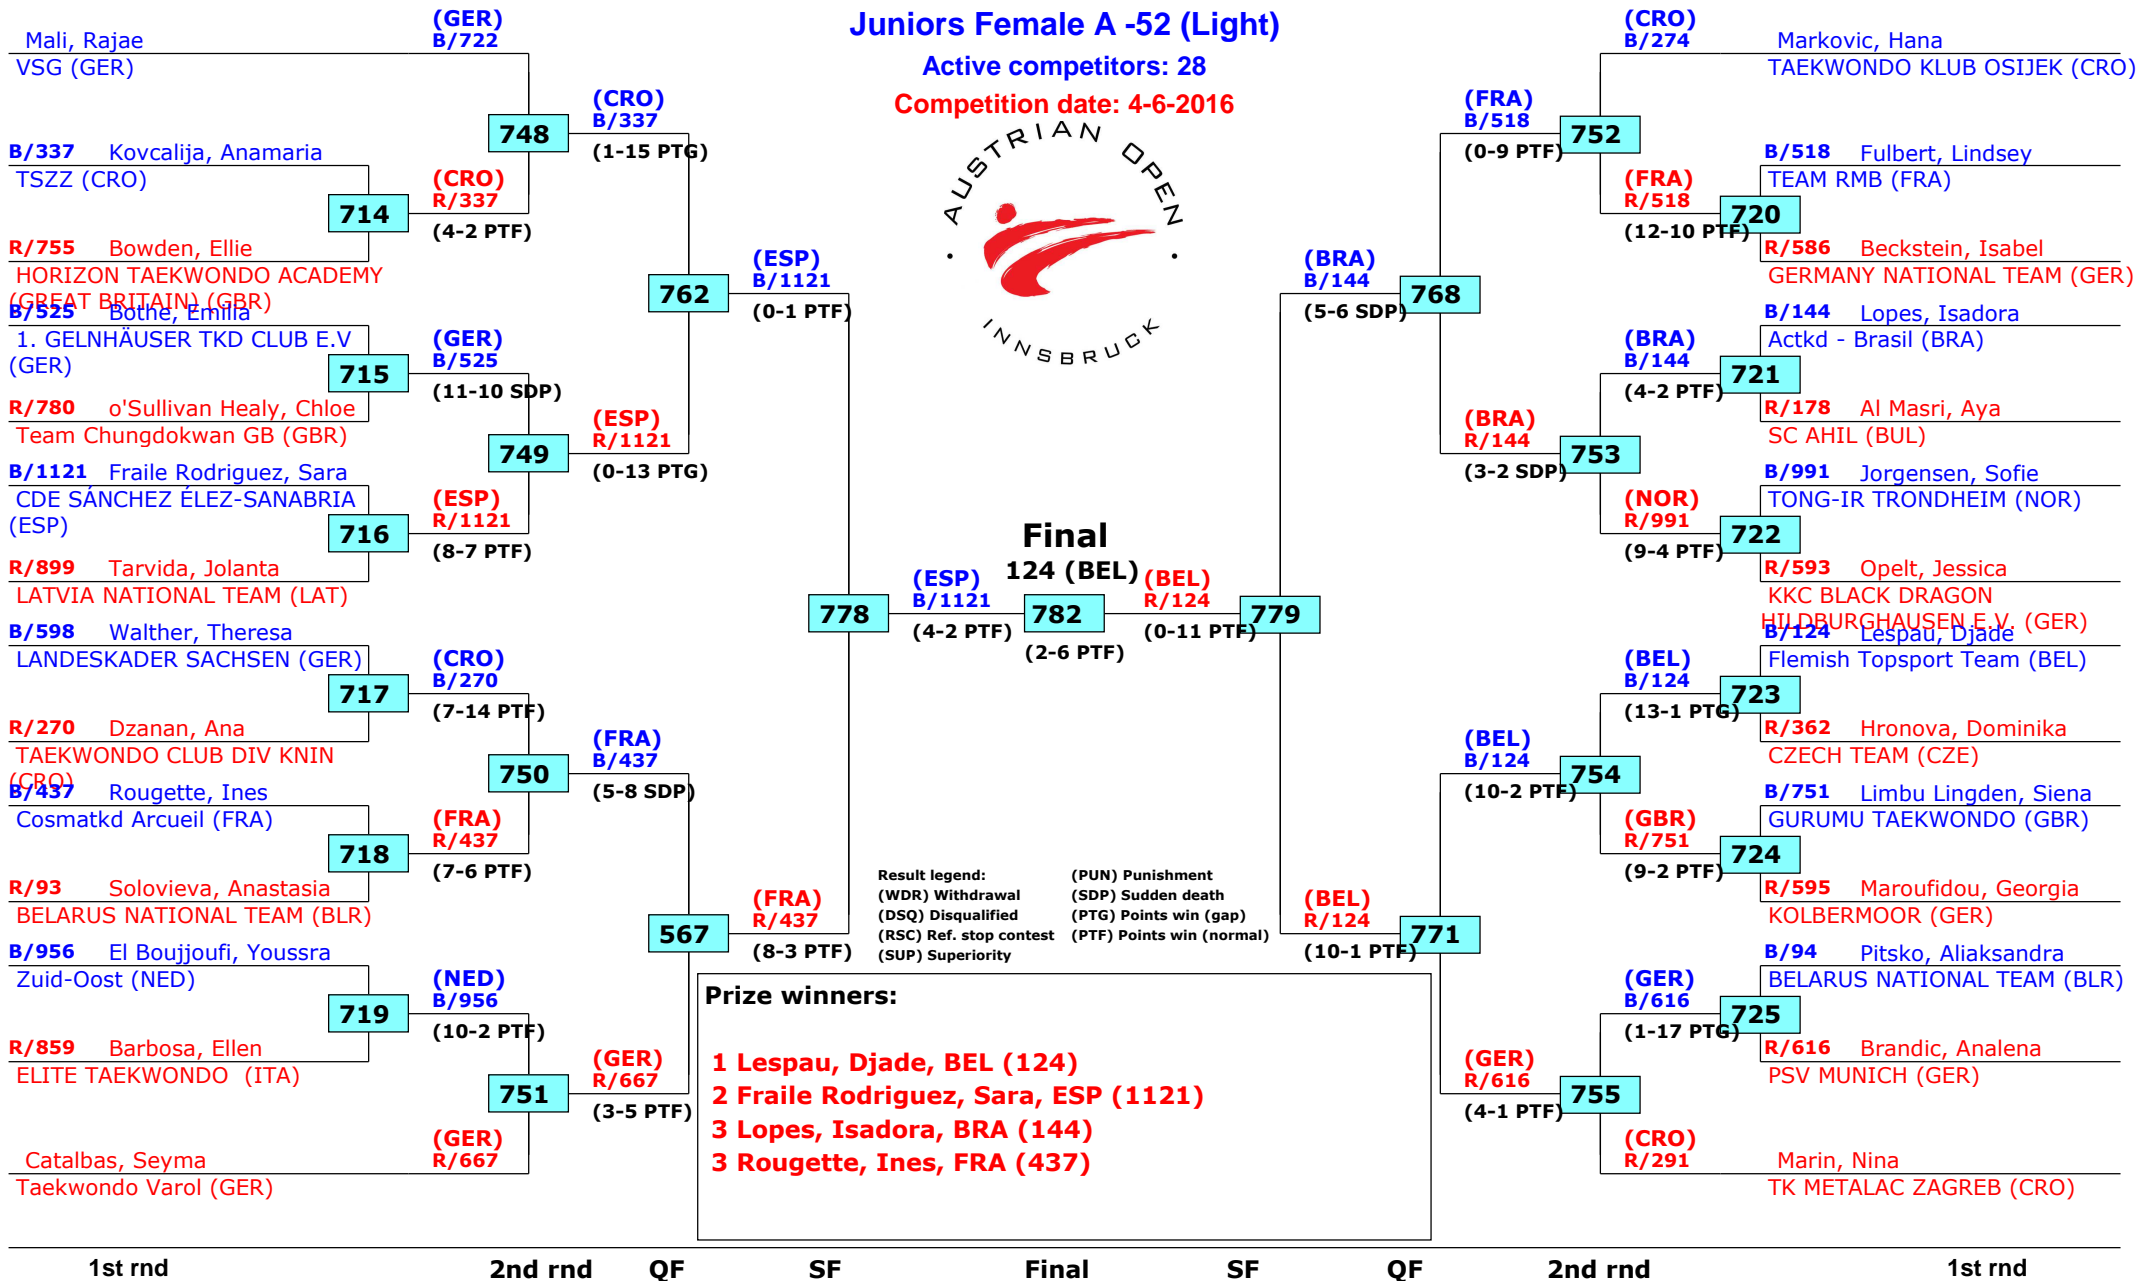 Juniors Female A -52 (Light)
Active competitors: 28
Competition date: 4-6-2016
AUSTRIAN OPEN
INNSBRUCK
Mali, Rajae
VSG (GER)
(GER)
B/722
B/337 Kovcalija, Anamaria
TSZZ (CRO)
714
R/755 Bowden, Ellie
HORIZON TAEKWONDO ACADEMY
(GREAT BRITAIN) (GBR)
(CRO)
R/337
(4-2 PTF)
748
(CRO)
B/337
(1-15 PTG)
B/525 Bothe, Emilia
1. GELNHÄUSER TKD CLUB E.V
(GER)
715
R/780 o'Sullivan Healy, Chloe
Team Chungdokwan GB (GBR)
(GER)
B/525
(11-10 SDP)
749
(ESP)
R/1121
(0-13 PTG)
B/1121 Fraile Rodriguez, Sara
CDE SÁNCHEZ ÉLEZ-SANABRIA
(ESP)
716
R/899 Tarvida, Jolanta
LATVIA NATIONAL TEAM (LAT)
(ESP)
R/1121
(8-7 PTF)
762
(ESP)
B/1121
(0-1 PTF)
B/598 Walther, Theresa
LANDESKADER SACHSEN (GER)
717
R/270 Dzanan, Ana
TAEKWONDO CLUB DIV KNIN
(CRO)
(CRO)
B/270
(7-14 PTF)
750
(FRA)
B/437
(5-8 SDP)
B/437 Rougette, Ines
Cosmatkd Arcueil (FRA)
718
R/93 Solovieva, Anastasia
BELARUS NATIONAL TEAM (BLR)
(FRA)
R/437
(7-6 PTF)
B/956 El Boujjoufi, Youssra
Zuid-Oost (NED)
719
R/859 Barbosa, Ellen
ELITE TAEKWONDO (ITA)
(NED)
B/956
(10-2 PTF)
751
(GER)
R/667
(3-5 PTF)
Catalbas, Seyma
Taekwondo Varol (GER)
(GER)
R/667
567
(FRA)
R/437
(8-3 PTF)
778
(ESP)
B/1121
(4-2 PTF)
Final
124 (BEL)
782
(2-6 PTF)
(BEL)
R/124
(0-11 PTF)
779
(BRA)
B/144
(5-6 SDP)
768
(FRA)
B/518
(0-9 PTF)
752
(CRO)
B/274
Markovic, Hana
TAEKWONDO KLUB OSIJEK (CRO)
(FRA)
R/518
(12-10 PTF)
B/518 Fulbert, Lindsey
TEAM RMB (FRA)
720
R/586 Beckstein, Isabel
GERMANY NATIONAL TEAM (GER)
(BRA)
R/144
(3-2 SDP)
753
(BRA)
B/144
(4-2 PTF)
B/144 Lopes, Isadora
Actkd - Brasil (BRA)
721
R/178 Al Masri, Aya
SC AHIL (BUL)
(NOR)
R/991
(9-4 PTF)
B/991 Jorgensen, Sofie
TONG-IR TRONDHEIM (NOR)
722
R/593 Opelt, Jessica
KKC BLACK DRAGON
HILDBURGHAUSEN E.V. (GER)
(BEL)
R/124
(10-1 PTF)
771
(BEL)
B/124
(10-2 PTF)
754
(BEL)
B/124
(13-1 PTG)
B/124 Lespau, Djade
Flemish Topsport Team (BEL)
723
R/362 Hronova, Dominika
CZECH TEAM (CZE)
(GBR)
R/751
(9-2 PTF)
B/751 Limbu Lingden, Siena
GURUMU TAEKWONDO (GBR)
724
R/595 Maroufidou, Georgia
KOLBERMOOR (GER)
(GER)
R/616
(4-1 PTF)
755
(GER)
B/616
(1-17 PTG)
B/94 Pitsko, Aliaksandra
BELARUS NATIONAL TEAM (BLR)
725
R/616 Brandic, Analena
PSV MUNICH (GER)
(CRO)
R/291
Marin, Nina
TK METALAC ZAGREB (CRO)
Result legend: (PUN) Punishment
(WDR) Withdrawal (SDP) Sudden death
(DSQ) Disqualified (PTG) Points win (gap)
(RSC) Ref. stop contest (PTF) Points win (normal)
(SUP) Superiority
Prize winners:
1 Lespau, Djade, BEL (124)
2 Fraile Rodriguez, Sara, ESP (1121)
3 Lopes, Isadora, BRA (144)
3 Rougette, Ines, FRA (437)
1st rnd 2nd rnd QF SF Final SF QF 2nd rnd 1st rnd